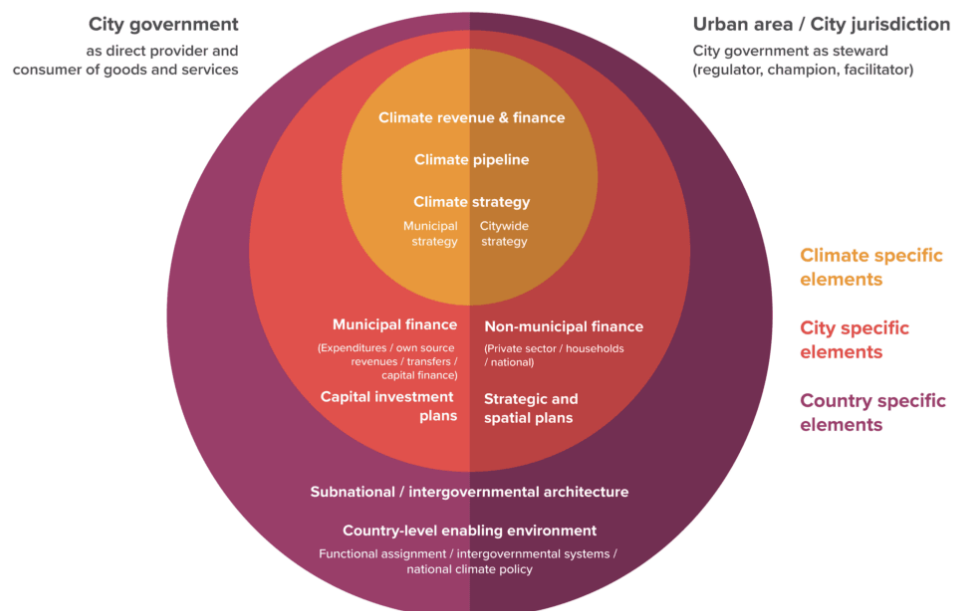 City government
as direct provider and
consumer of goods and services
Urban area / City jurisdiction
City government as steward
(regulator, champion, facilitator)
Climate revenue & finance
Climate pipeline
Climate strategy
Municipal
strategy
Citywide
strategy
Municipal finance
(Expenditures / own source
revenues / transfers /
capital finance)
Capital investment
plans
Non-municipal finance
(Private sector / households
/ national)
Strategic and
spatial plans
Subnational / intergovernmental architecture
Country-level enabling environment
Functional assignment / intergovernmental systems /
national climate policy
Climate specific
elements
City specific
elements
Country specific
elements